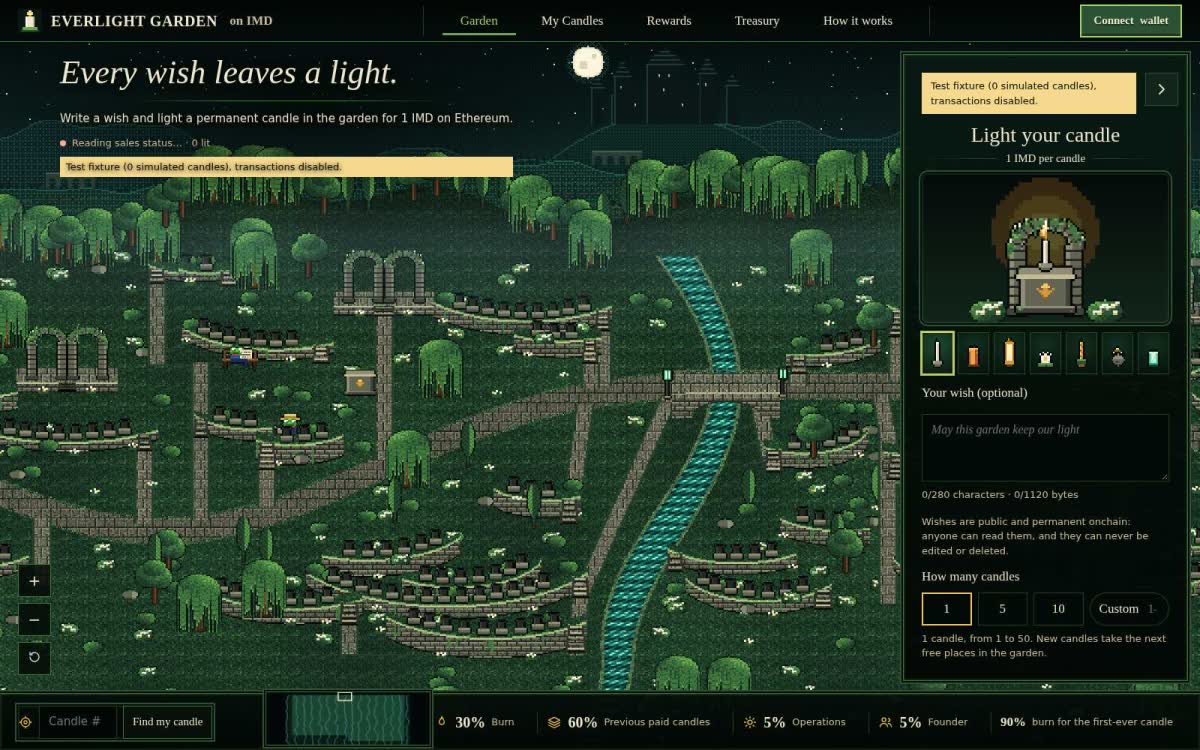 EVERLIGHT GARDEN on IMD
Garden
My Candles
Rewards
Treasury
How it works
Connect wallet
Every wish leaves a light.
Write a wish and light a permanent candle in the garden for 1 IMD on Ethereum.
Reading sales status... · 0 lit
Test fixture (0 simulated candles), transactions disabled.
Test fixture (0 simulated candles),
transactions disabled.
Light your candle
1 IMD per candle
Your wish (optional)
May this garden keep our light
0/280 characters · 0/1120 bytes
Wishes are public and permanent onchain:
anyone can read them, and they can never be
edited or deleted.
How many candles
1
5
10
Custom 1-
1 candle, from 1 to 50. New candles take the next
free places in the garden.
+
−
Candle #
Find my candle
30% Burn
60% Previous paid candles
5% Operations
5% Founder
90% burn for the first-ever candle